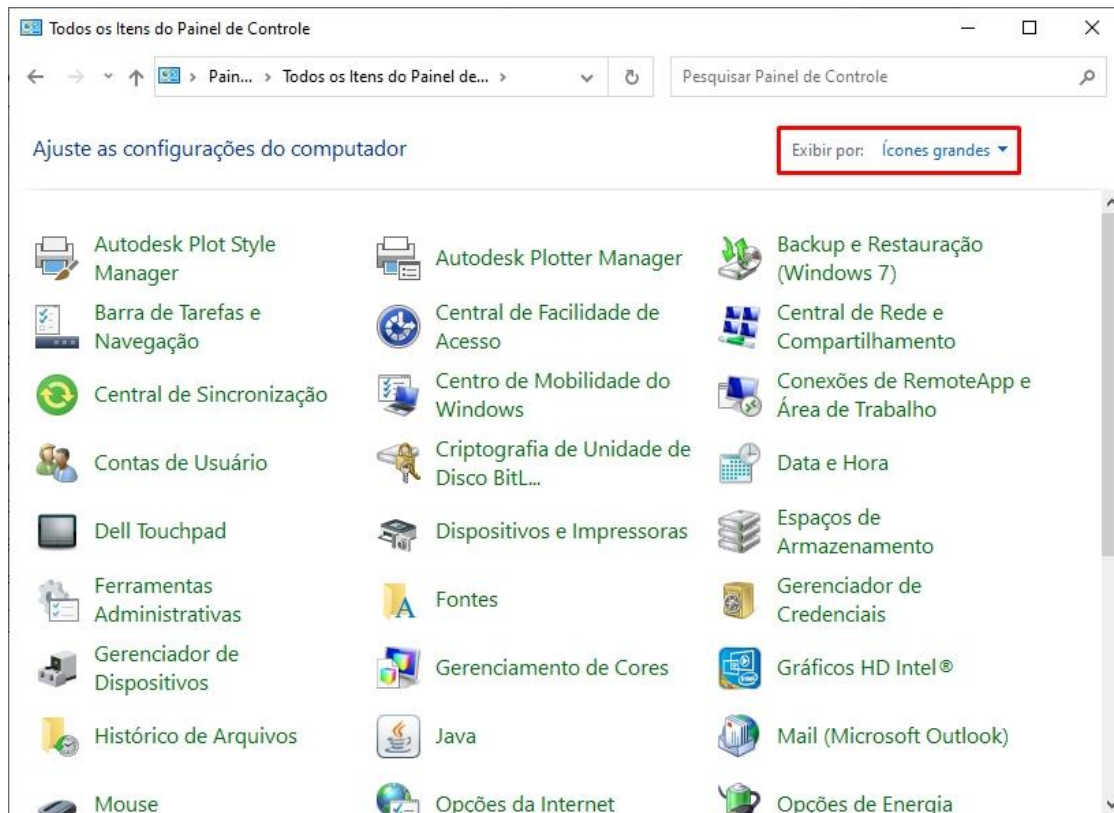 Todos os Itens do Painel de Controle
Pain... > Todos os Itens do Painel de... >
Pesquisar Painel de Controle
Ajuste as configurações do computador
Exibir por: Ícones grandes
Autodesk Plot Style
Manager
Autodesk Plotter Manager
Backup e Restauração
(Windows 7)
Barra de Tarefas e
Navegação
Central de Facilidade de
Acesso
Central de Rede e
Compartilhamento
Central de Sincronização
Centro de Mobilidade do
Windows
Conexões de RemoteApp e
Área de Trabalho
Contas de Usuário
Criptografia de Unidade de
Disco BitL...
Data e Hora
Dell Touchpad
Dispositivos e Impressoras
Espaços de
Armazenamento
Ferramentas
Administrativas
Fontes
Gerenciador de
Credenciais
Gerenciador de
Dispositivos
Gerenciamento de Cores
Gráficos HD Intel®
Histórico de Arquivos
Java
Mail (Microsoft Outlook)
Mouse
Opções da Internet
Opções de Energia